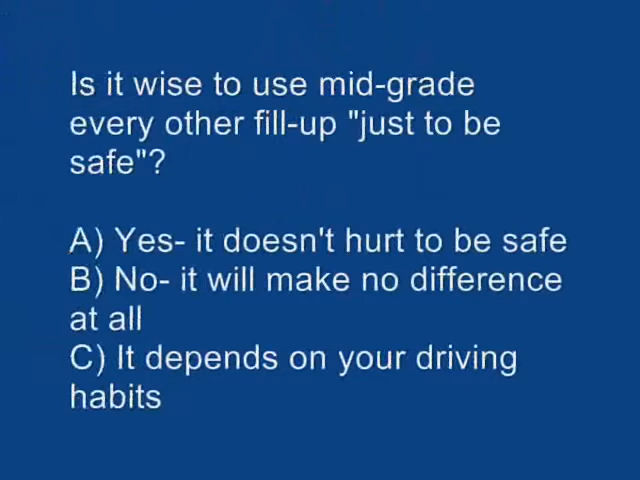 Is it wise to use mid-grade
every other fill-up "just to be
safe"?
A) Yes- it doesn't hurt to be safe
B) No- it will make no difference
at all
C) It depends on your driving
habits